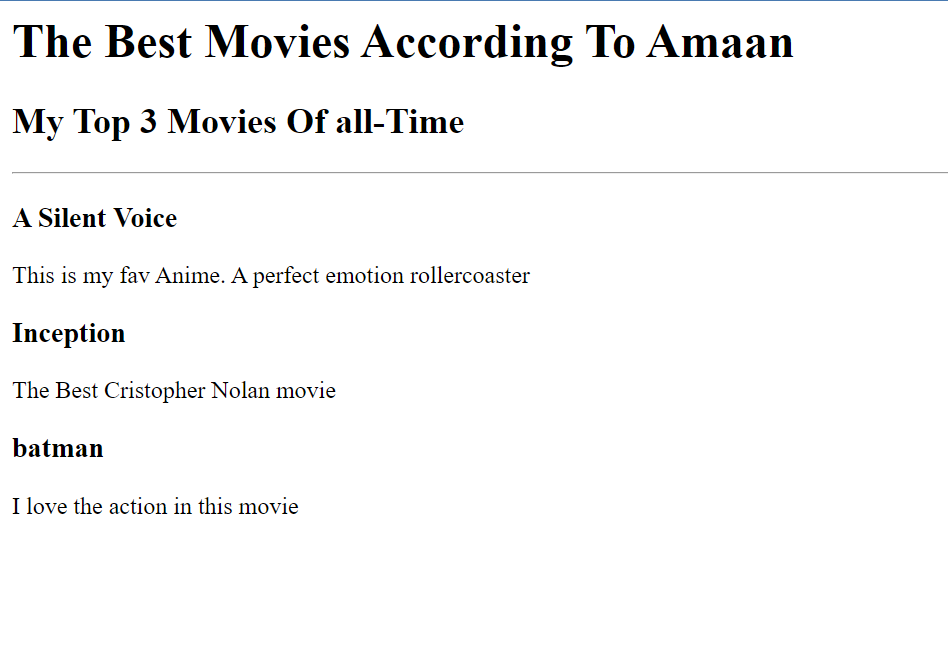 The Best Movies According To Amaan
My Top 3 Movies Of all-Time
A Silent Voice
This is my fav Anime. A perfect emotion rollercoaster
Inception
The Best Cristopher Nolan movie
batman
I love the action in this movie